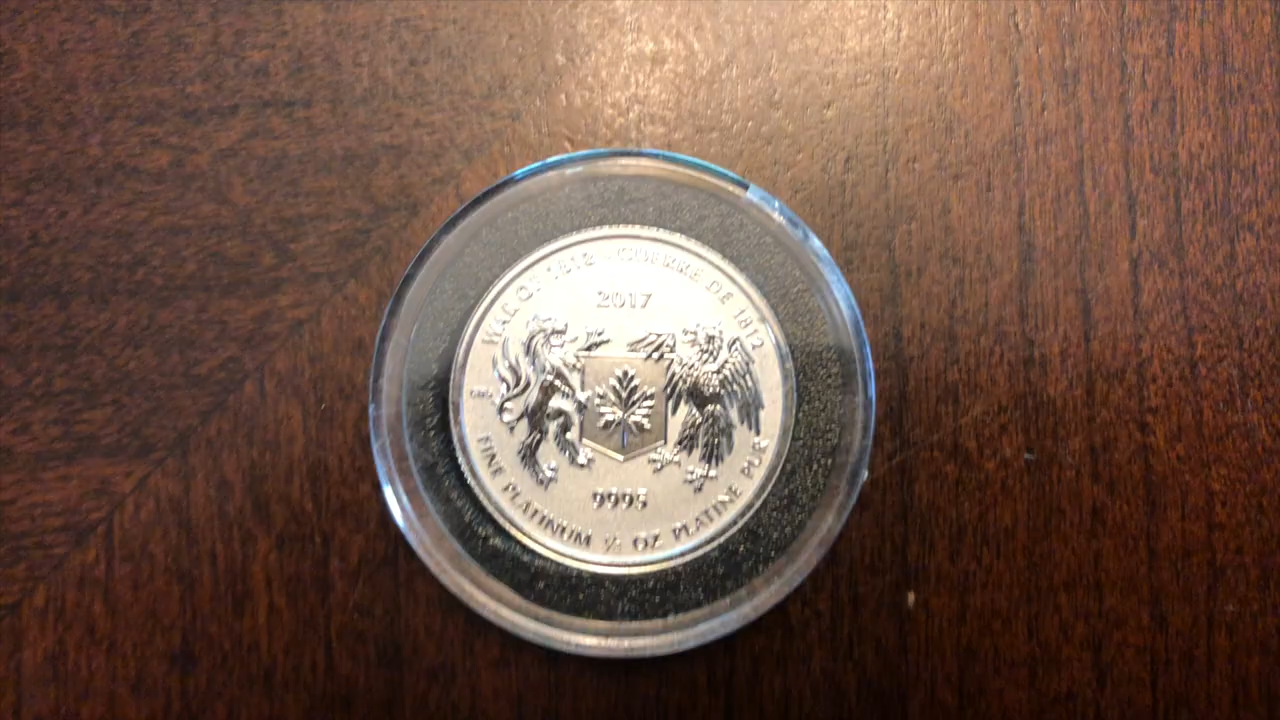 WAR OF 1812 - GUERRE DE 1812
2017
9995
FINE PLATINUM ½ OZ PLATINE PUR